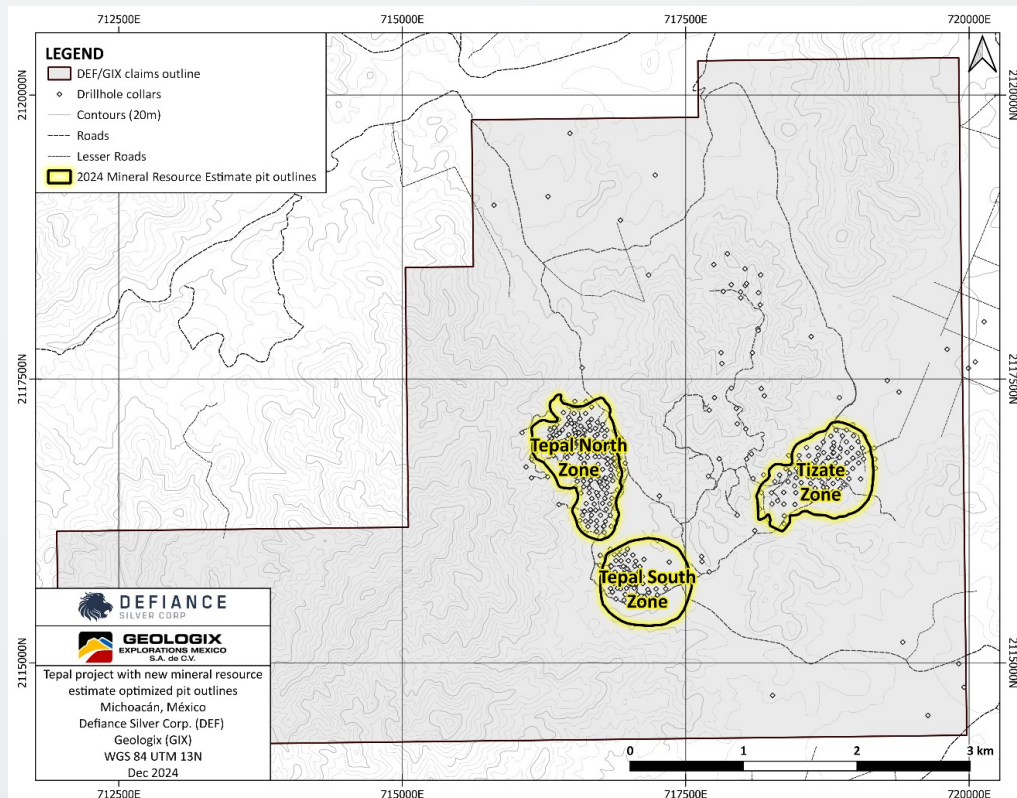 712500E
715000E
717500E
720000E
LEGEND
DEF/GIX claims outline
Drillhole collars
Contours (20m)
Roads
Lesser Roads
2024 Mineral Resource Estimate pit outlines
2120000N
2120000N
2117500N
2117500N
Tepal North
Zone
Tizate
Zone
Tepal South
Zone
DEFIANCE
SILVER CORP
GEOLOGIX
EXPLORATIONS MEXICO
S.A. de C.V.
2115000N
2115000N
Tepal project with new mineral resource
estimate optimized pit outlines
Michoacán, México
Defiance Silver Corp. (DEF)
Geologix (GIX)
WGS 84 UTM 13N
Dec 2024
0 1 2 3 km
712500E
715000E
717500E
720000E